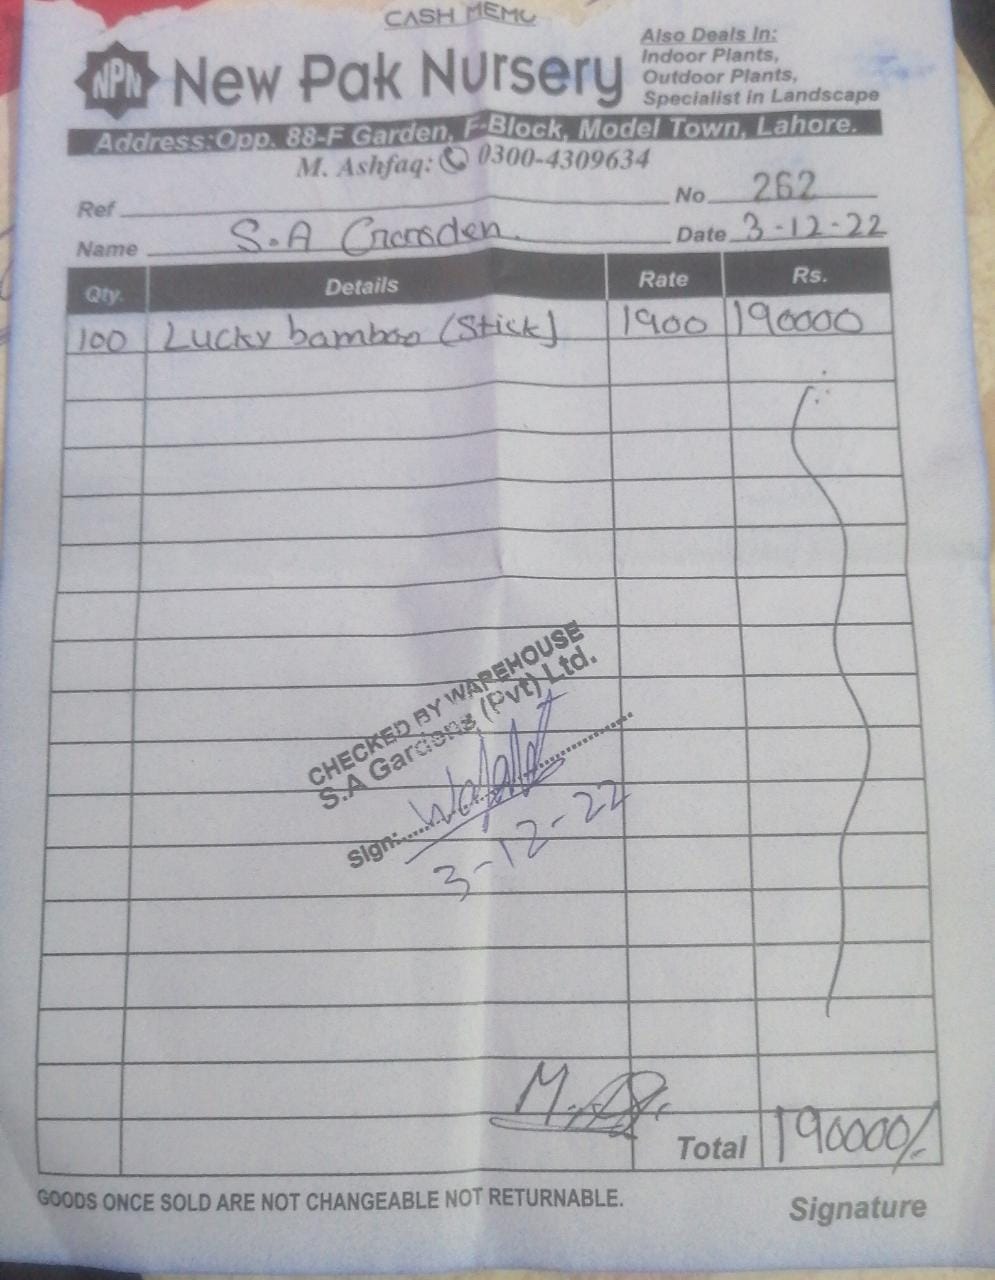 CASH MEMO
NPN New Pak Nursery
Also Deals In:
Indoor Plants,
Outdoor Plants,
Specialist in Landscape
Address:Opp. 88-F Garden, F-Block, Model Town, Lahore.
M. Ashfaq: 0300-4309634
Ref No 262
Name S.A Gararden Date 3-12-22
Qty. Details Rate Rs.
100 Lucky bamboo (Stick) 1900 190000
CHECKED BY WAREHOUSE
S.A Gardens (Pvt) Ltd.
Sign:
3-12-22
Total 190000/-
GOODS ONCE SOLD ARE NOT CHANGEABLE NOT RETURNABLE.
Signature